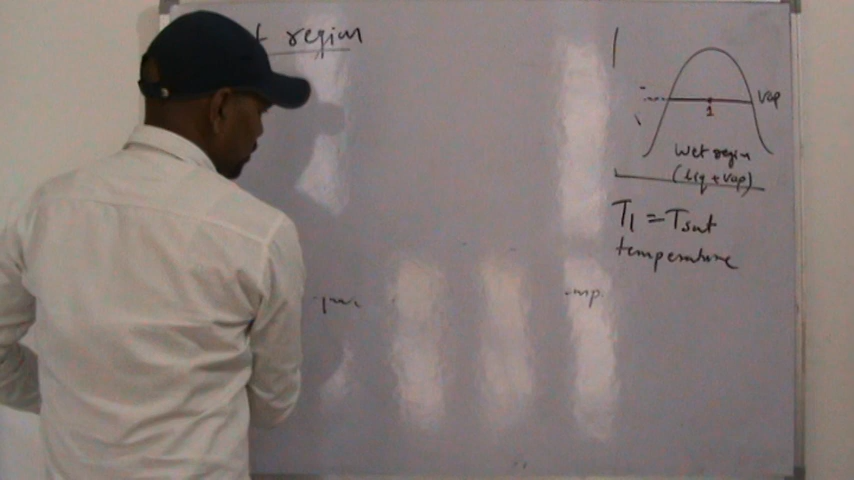 region
vap
1
wet region
(liq + vap)
T1 = Tsat
temperature